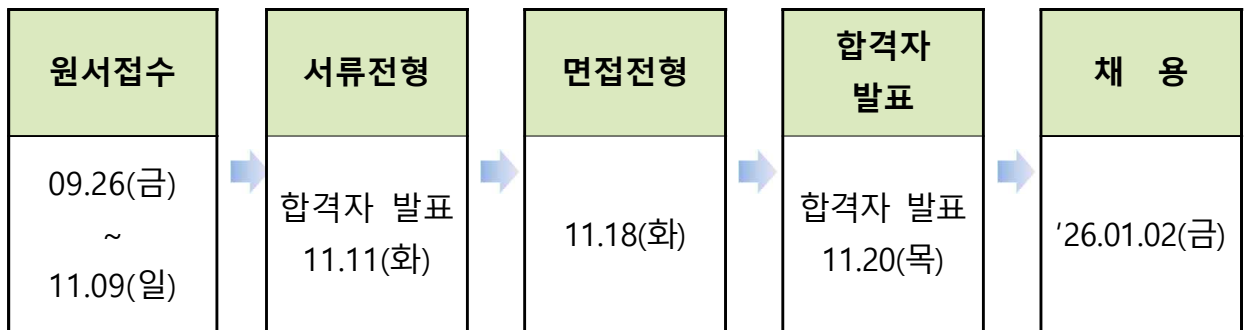 원서접수
09.26(금)
~
11.09(일)
서류전형
합격자 발표
11.11(화)
면접전형
11.18(화)
합격자
발표
합격자 발표
11.20(목)
채 용
'26.01.02(금)